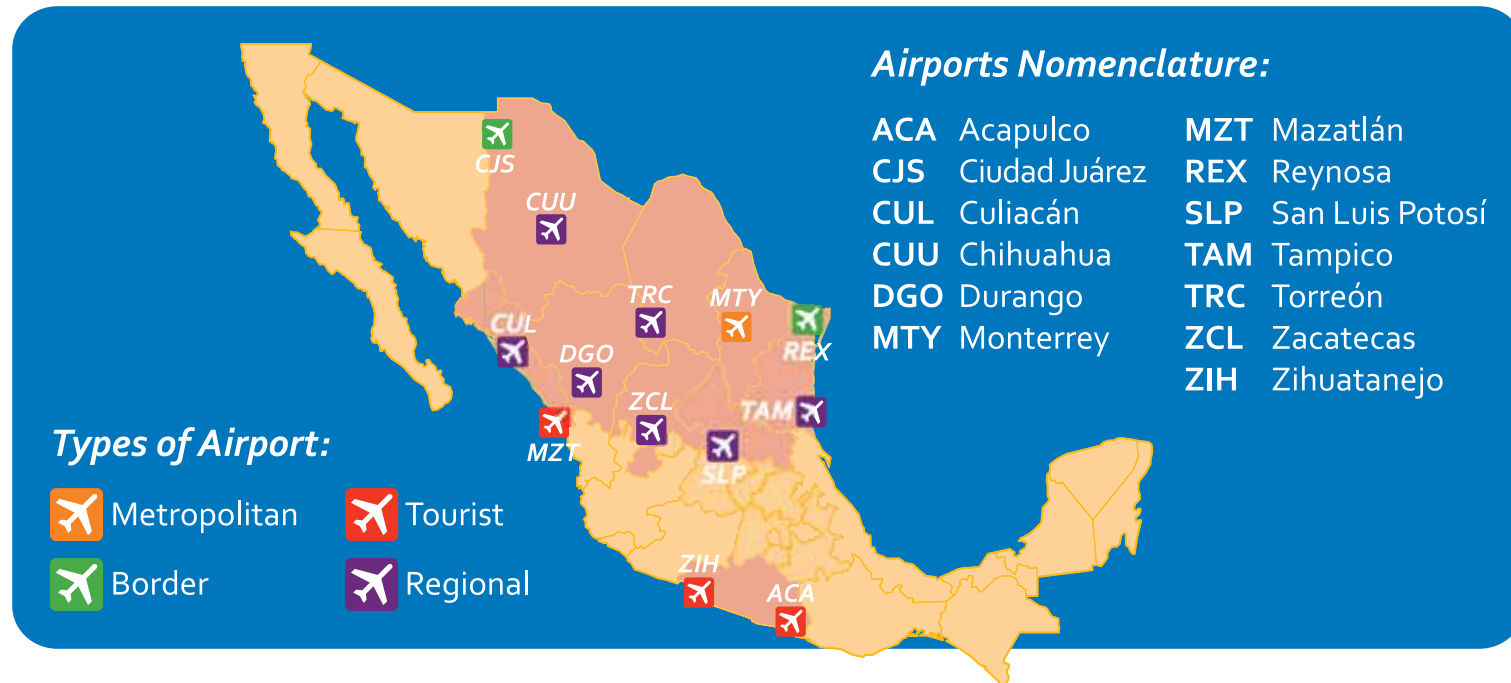 Airports Nomenclature:
ACA Acapulco
CJS Ciudad Juárez
CUL Culiacán
CUU Chihuahua
DGO Durango
MTY Monterrey
MZT Mazatlán
REX Reynosa
SLP San Luis Potosí
TAM Tampico
TRC Torreón
ZCL Zacatecas
ZIH Zihuatanejo
CJS
CUU
TRC
MTY
CUL
REX
DGO
ZCL
TAM
MZT
SLP
ZIH
ACA
Types of Airport:
Metropolitan
Tourist
Border
Regional